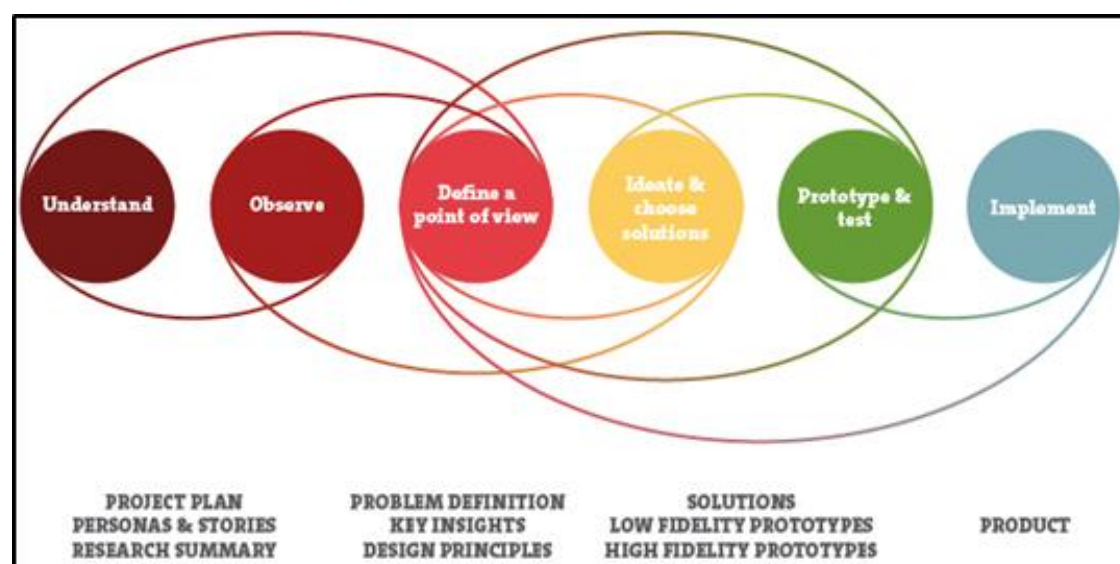 Understand
Observe
Define a
point of view
Ideate &
choose
solutions
Prototype &
test
Implement
PROJECT PLAN
PERSONAS & STORIES
RESEARCH SUMMARY
PROBLEM DEFINITION
KEY INSIGHTS
DESIGN PRINCIPLES
SOLUTIONS
LOW FIDELITY PROTOTYPES
HIGH FIDELITY PROTOTYPES
PRODUCT